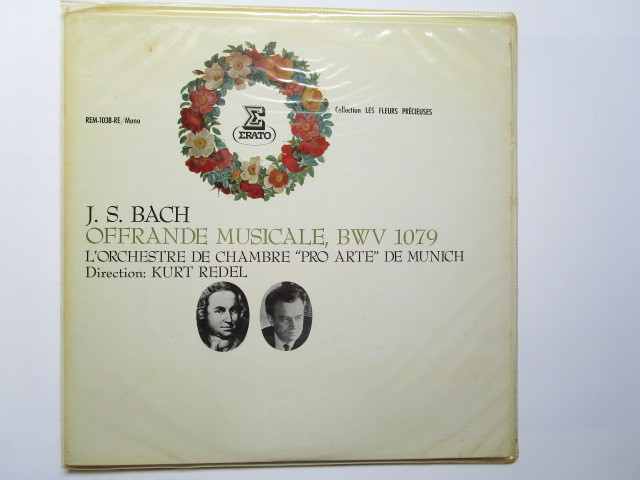 REM-1038-RE/Mono
Collection LES FLEURS PRÉCIEUSES
ERATO
J. S. BACH
OFFRANDE MUSICALE, BWV 1079
L'ORCHESTRE DE CHAMBRE "PRO ARTE" DE MUNICH
Direction: KURT REDEL